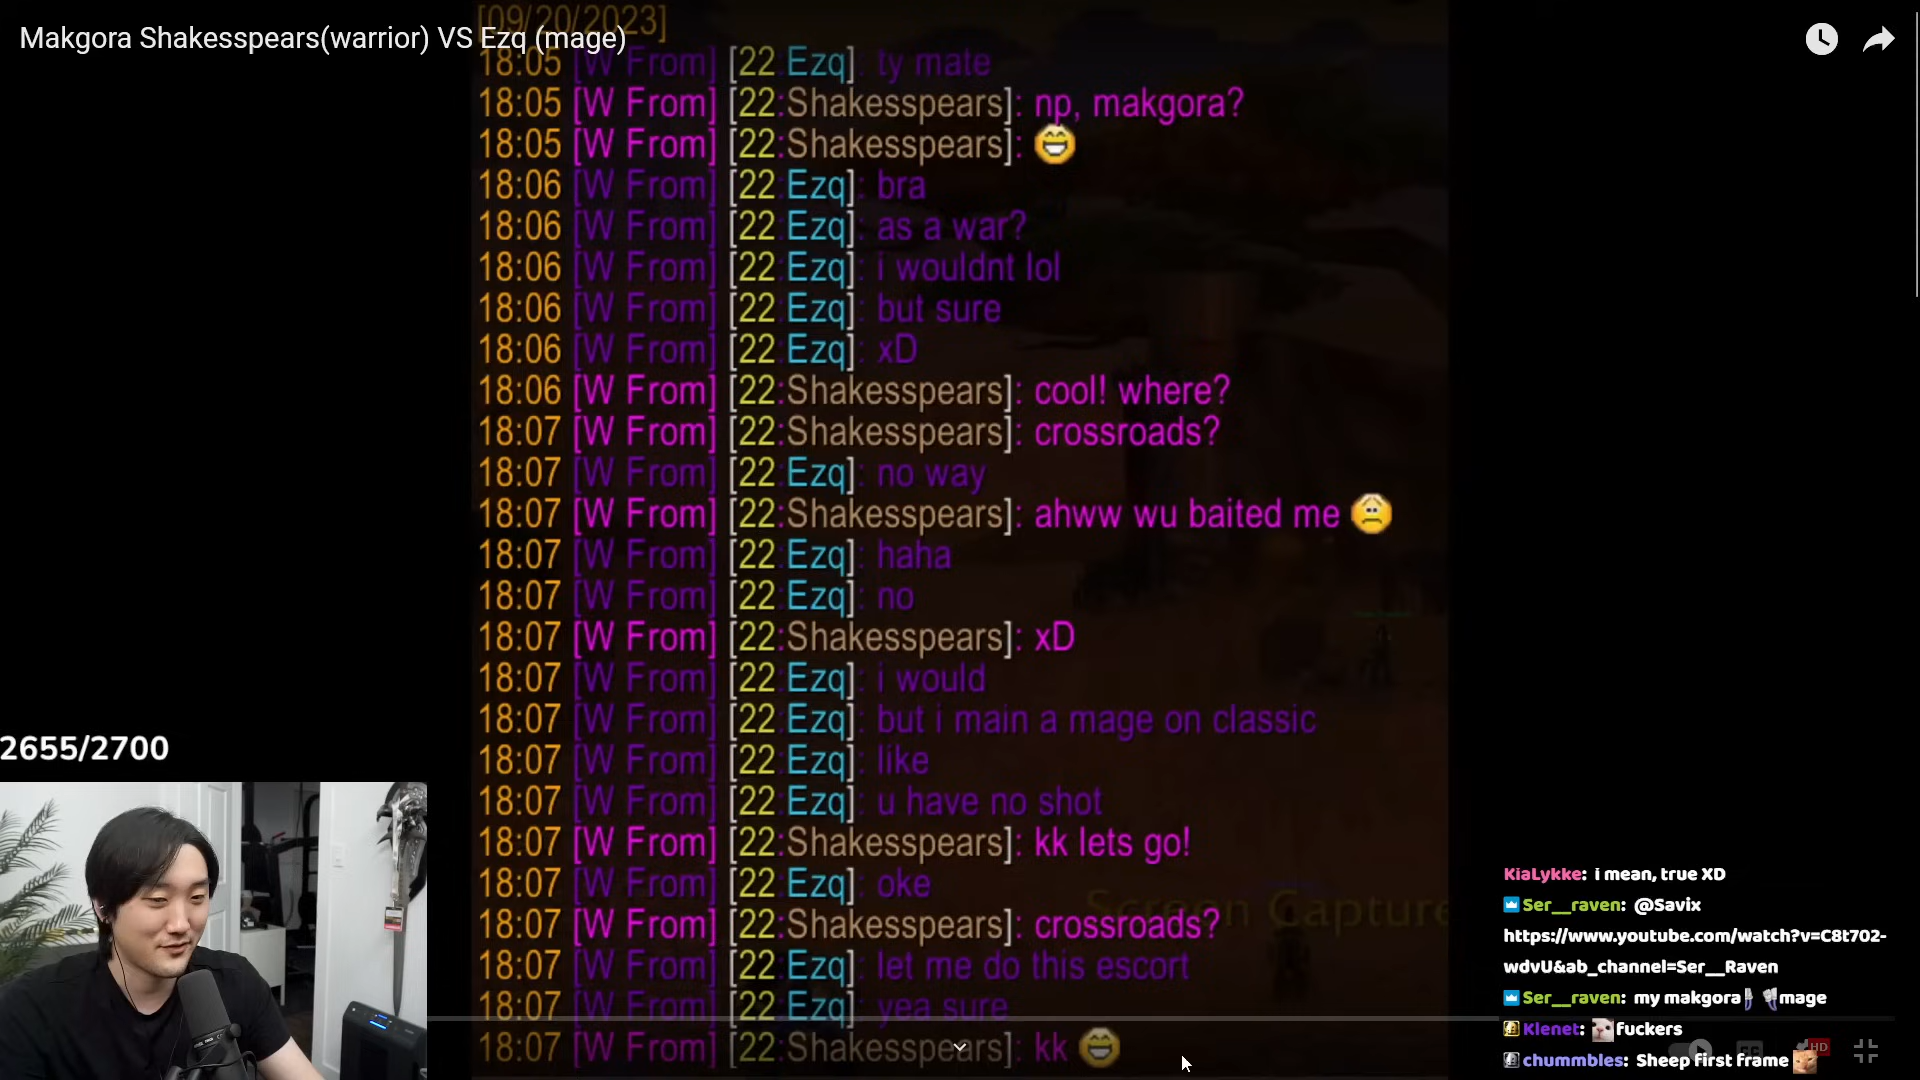 [09/20/2023]
Makgora Shakesspears(warrior) VS Ezq (mage)
18:05 [W From] [22:Ezq]: ty mate
18:05 [W From] [22:Shakesspears]: np, makgora?
18:05 [W From] [22:Shakesspears]: 😁
18:06 [W From] [22:Ezq]: bra
18:06 [W From] [22:Ezq]: as a war?
18:06 [W From] [22:Ezq]: i wouldnt lol
18:06 [W From] [22:Ezq]: but sure
18:06 [W From] [22:Ezq]: xD
18:06 [W From] [22:Shakesspears]: cool! where?
18:07 [W From] [22:Shakesspears]: crossroads?
18:07 [W From] [22:Ezq]: no way
18:07 [W From] [22:Shakesspears]: ahww wu baited me 😟
18:07 [W From] [22:Ezq]: haha
18:07 [W From] [22:Ezq]: no
18:07 [W From] [22:Shakesspears]: xD
18:07 [W From] [22:Ezq]: i would
18:07 [W From] [22:Ezq]: but i main a mage on classic
18:07 [W From] [22:Ezq]: like
18:07 [W From] [22:Ezq]: u have no shot
18:07 [W From] [22:Shakesspears]: kk lets go!
18:07 [W From] [22:Ezq]: oke
Screen Capture
18:07 [W From] [22:Shakesspears]: crossroads?
18:07 [W From] [22:Ezq]: let me do this escort
18:07 [W From] [22:Ezq]: yea sure
18:07 [W From] [22:Shakesspears]: kk 😁
2655/2700
KiaLykke: i mean, true XD
Ser__raven: @Savix
https://www.youtube.com/watch?v=C8t702-
wdvU&ab_channel=Ser__Raven
Ser__raven: my makgora mage
Klenet: fuckers
HD
chummbles: Sheep first frame